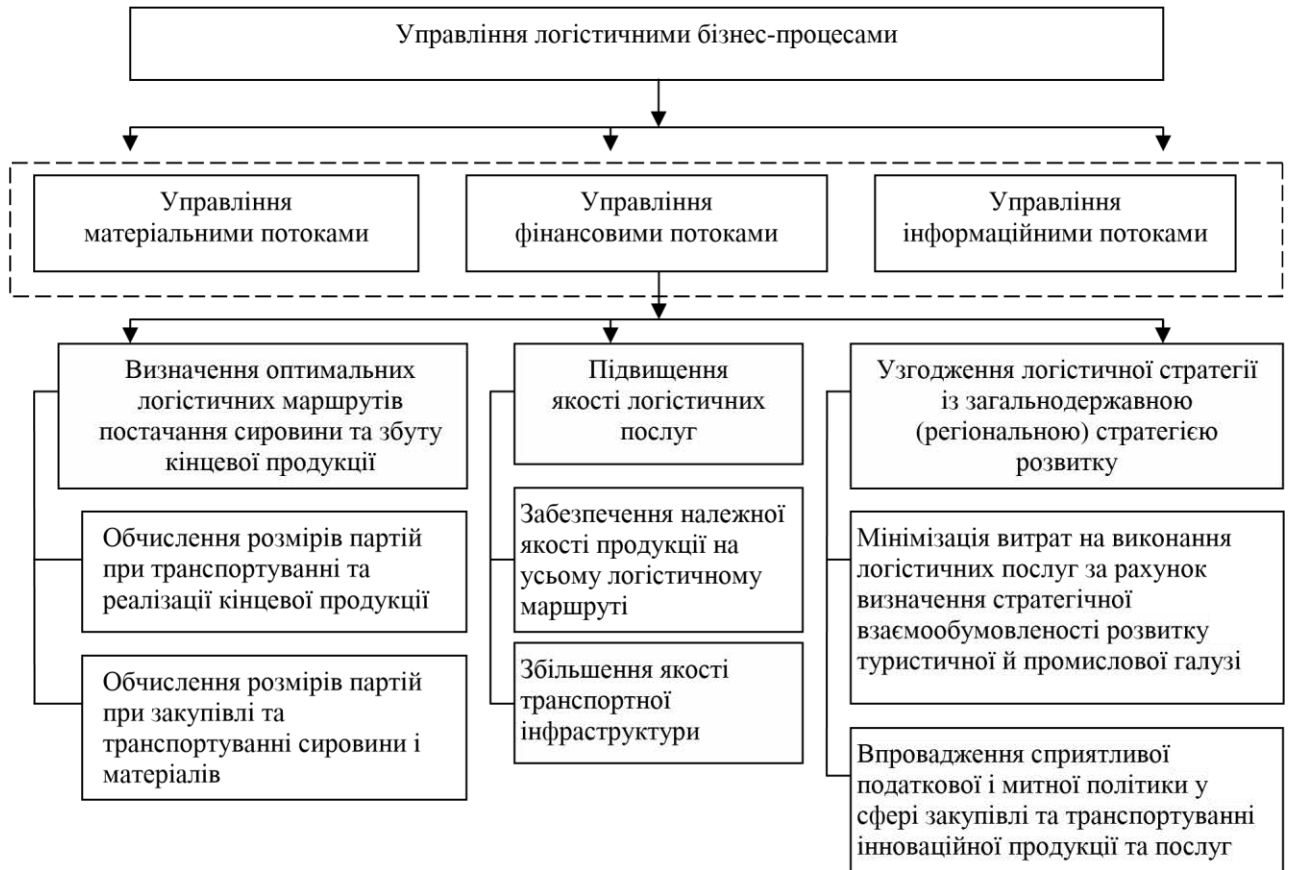 Управління логістичними бізнес-процесами
Управління
матеріальними потоками
Управління
фінансовими потоками
Управління
інформаційними потоками
Визначення оптимальних
логістичних маршрутів
постачання сировини та збуту
кінцевої продукції
Обчислення розмірів партій
при транспортуванні та
реалізації кінцевої продукції
Обчислення розмірів партій
при закупівлі та
транспортуванні сировини і
матеріалів
Підвищення
якості логістичних
послуг
Забезпечення належної
якості продукції на
усьому логістичному
маршруті
Збільшення якості
транспортної
інфраструктури
Узгодження логістичної стратегії
із загальнодержавною
(регіональною) стратегією
розвитку
Мінімізація витрат на виконання
логістичних послуг за рахунок
визначення стратегічної
взаємообумовленості розвитку
туристичної й промислової галузі
Впровадження сприятливої
податкової і митної політики у
сфері закупівлі та транспортуванні
інноваційної продукції та послуг